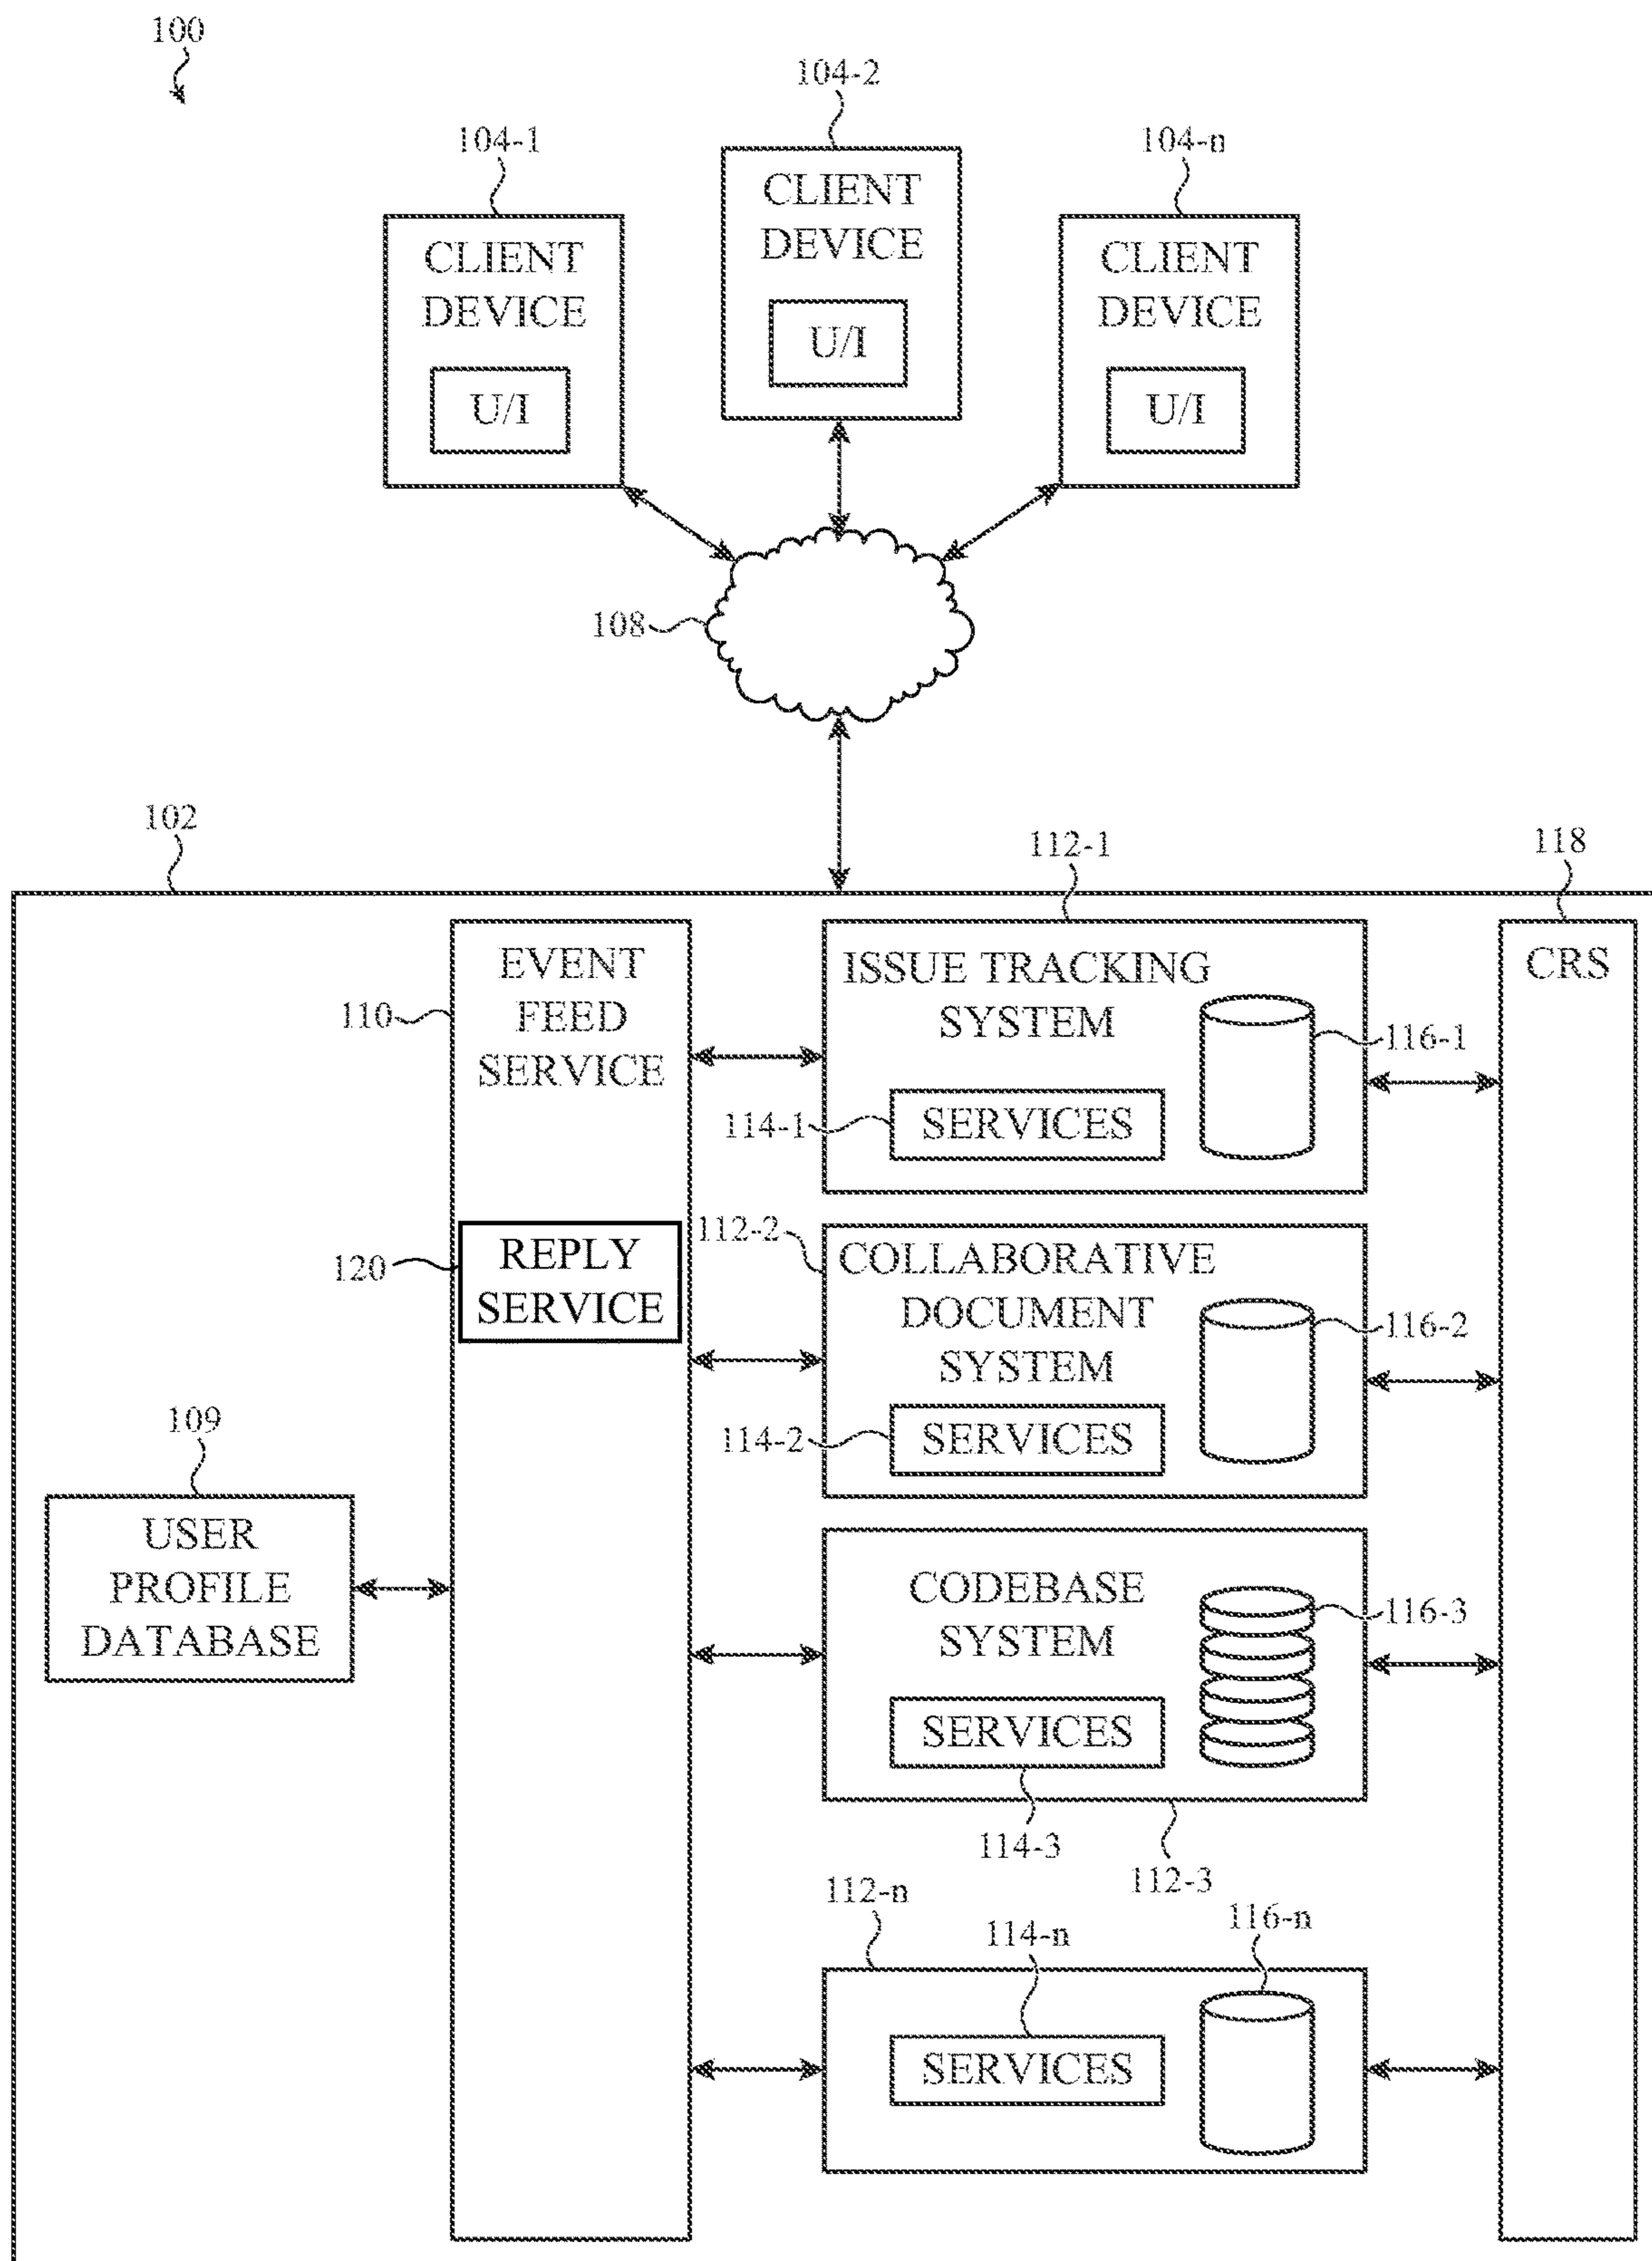 100
104-1
104-2
104-n
CLIENT
DEVICE
U/I
CLIENT
DEVICE
U/I
CLIENT
DEVICE
U/I
108
102
112-1
118
EVENT
FEED
SERVICE
110
ISSUE TRACKING
SYSTEM
116-1
114-1
SERVICES
CRS
120
REPLY
SERVICE
112-2
COLLABORATIVE
DOCUMENT
SYSTEM
116-2
114-2
SERVICES
109
USER
PROFILE
DATABASE
CODEBASE
SYSTEM
116-3
SERVICES
114-3
112-3
112-n
114-n
116-n
SERVICES